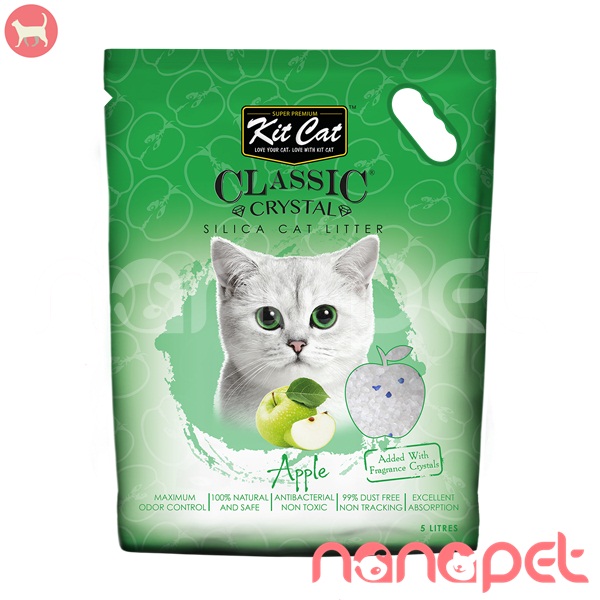 SUPER PREMIUM
Kit Cat
TM
LOVE YOUR CAT, LOVE WITH KIT CAT
CLASSIC®
CRYSTAL
SILICA CAT LITTER
nanapet
Apple
Added With
Fragrance Crystals
MAXIMUM
ODOR CONTROL
100% NATURAL
AND SAFE
ANTIBACTERIAL
NON TOXIC
99% DUST FREE
NON TRACKING
EXCELLENT
ABSORPTION
5 LITRES
nanapet